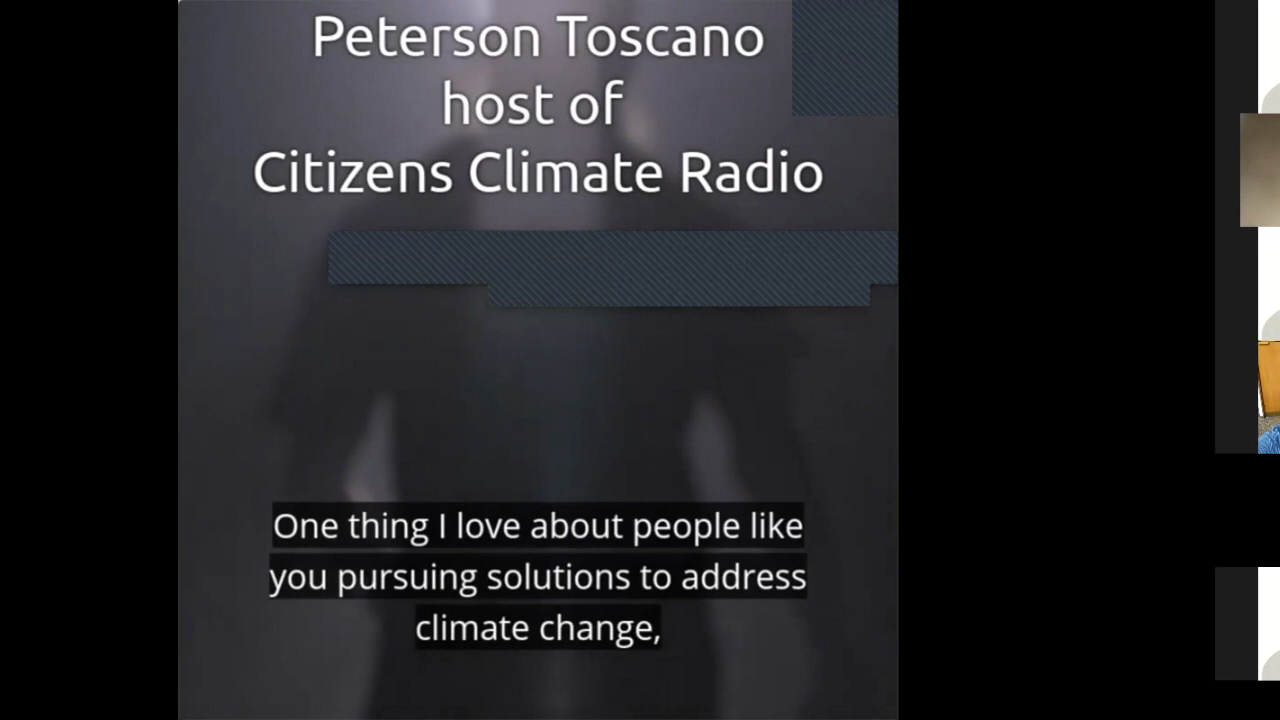 Peterson Toscano
host of
Citizens Climate Radio
One thing I love about people like
you pursuing solutions to address
climate change,